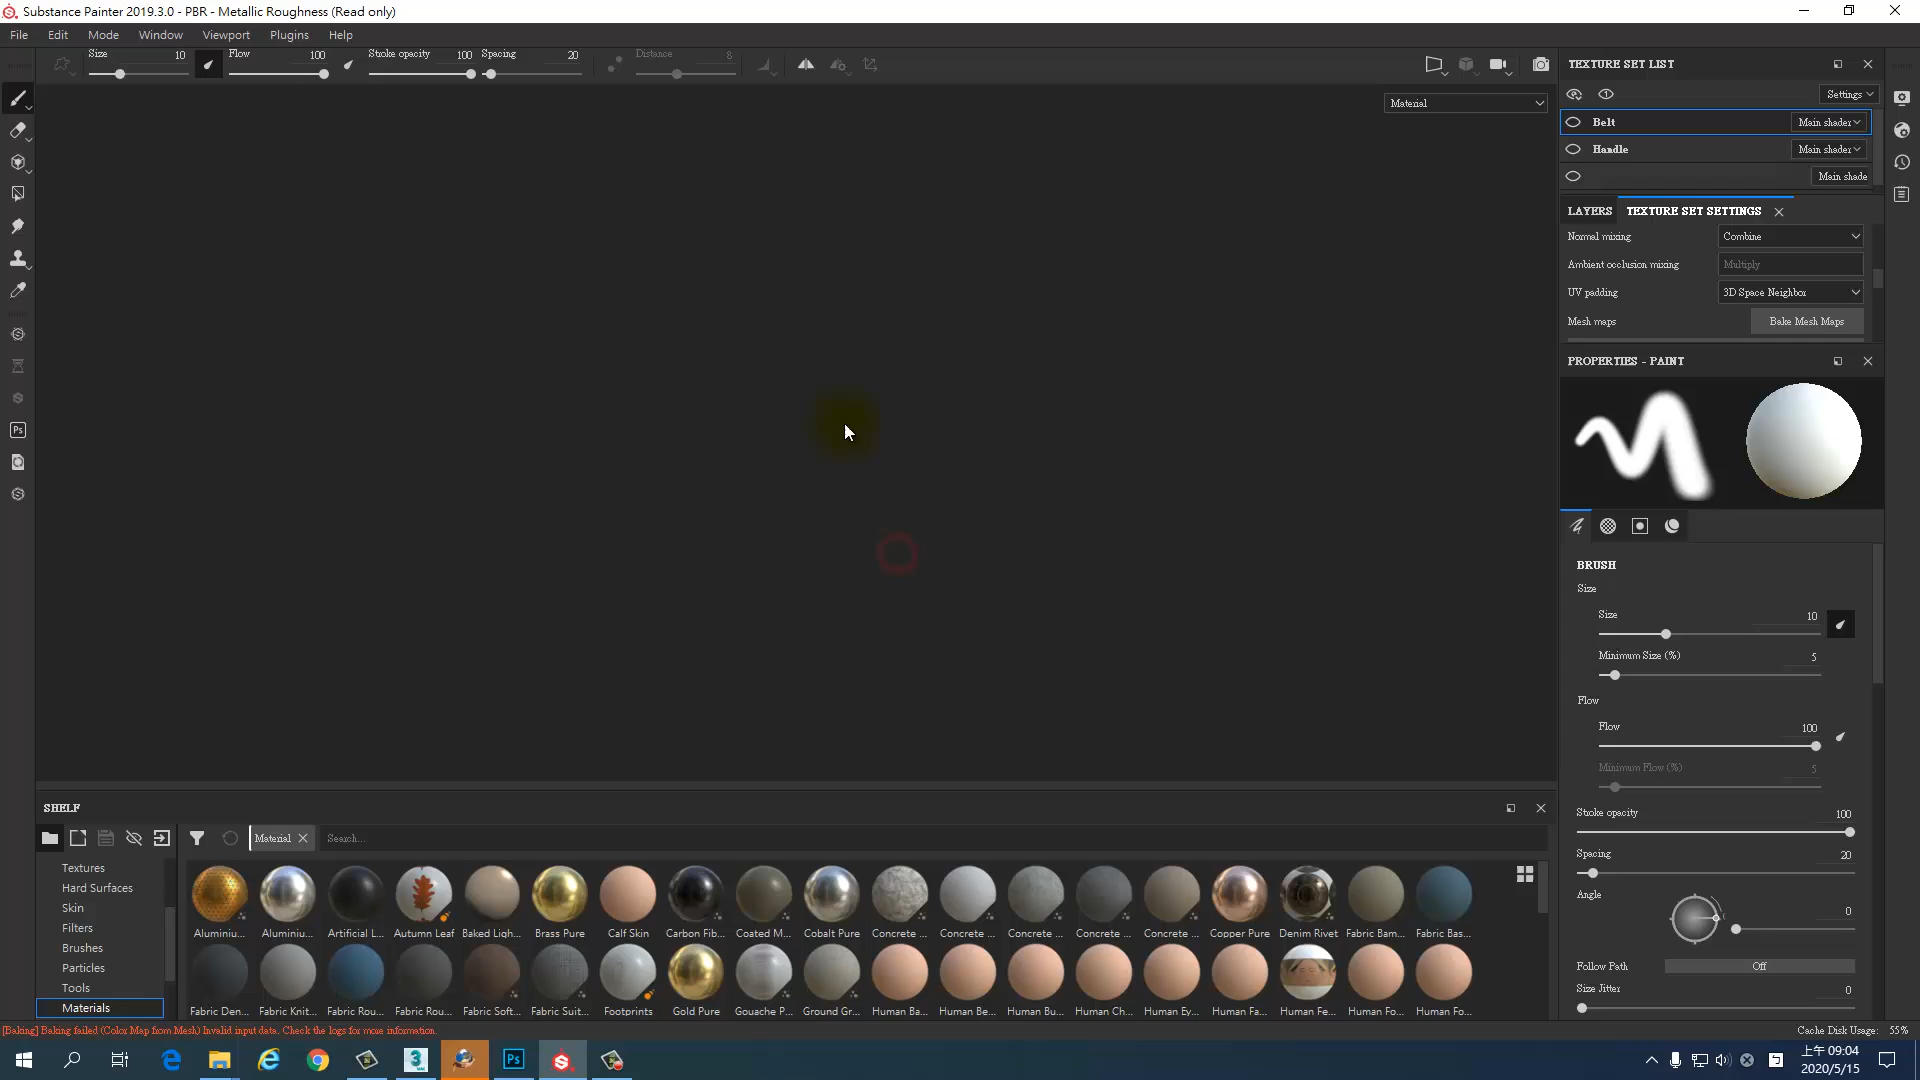 Substance Painter 2019.3.0 - PBR - Metallic Roughness (Read only)
File Edit Mode Window Viewport Plugins Help
Size 10 Flow 100 Stroke opacity 100 Spacing 20 Distance 8
Material
TEXTURE SET LIST
Settings
Belt Main shader
Handle Main shader
Main shade
LAYERS TEXTURE SET SETTINGS
Normal mixing Combine
Ambient occlusion mixing Multiply
UV padding 3D Space Neighbor
Mesh maps Bake Mesh Maps
PROPERTIES - PAINT
BRUSH
Size
Size 10
Minimum Size (%) 5
Flow
Flow 100
Minimum Flow (%) 5
Stroke opacity 100
Spacing 20
Angle 0
Follow Path Off
Size Jitter 0
SHELF
Material Search...
Textures
Hard Surfaces
Skin
Filters
Brushes
Particles
Tools
Materials
Aluminiu... Aluminiu... Artificial L... Autumn Leaf Baked Ligh... Brass Pure Calf Skin Carbon Fib... Coated M... Cobalt Pure Concrete ... Concrete ... Concrete ... Concrete ... Concrete ... Copper Pure Denim Rivet Fabric Bam... Fabric Bas...
Fabric Den... Fabric Knit... Fabric Rou... Fabric Rou... Fabric Soft... Fabric Suit... Footprints Gold Pure Gouache P... Ground Gr... Human Ba... Human Be... Human Bu... Human Ch... Human Ey... Human Fa... Human Fe... Human Fo... Human Fo...
[Baking] Baking failed (Color Map from Mesh) Invalid input data. Check the logs for more information.
Cache Disk Usage: 55%
Ps
3
Ps
上午 09:04
2020/5/15